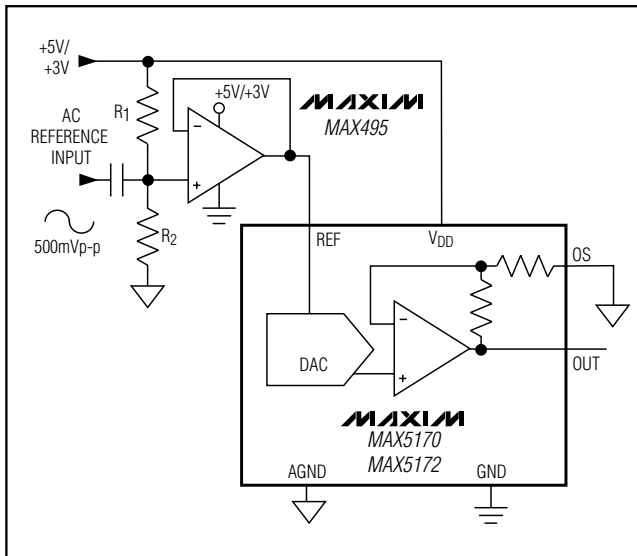 +5V/
+3V
R1
+5V/+3V
MAXIM
MAX495
AC
REFERENCE
INPUT
500mVp-p
R2
−
+
REF
VDD
OS
−
+
DAC
OUT
MAXIM
MAX5170
MAX5172
AGND
GND